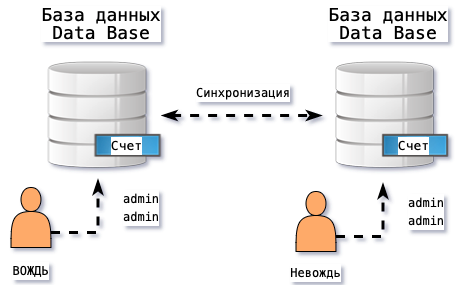 База данных
Data Base
База данных
Data Base
Синхронизация
Счет
Счет
admin
admin
admin
admin
ВОЖДЬ
Невождь